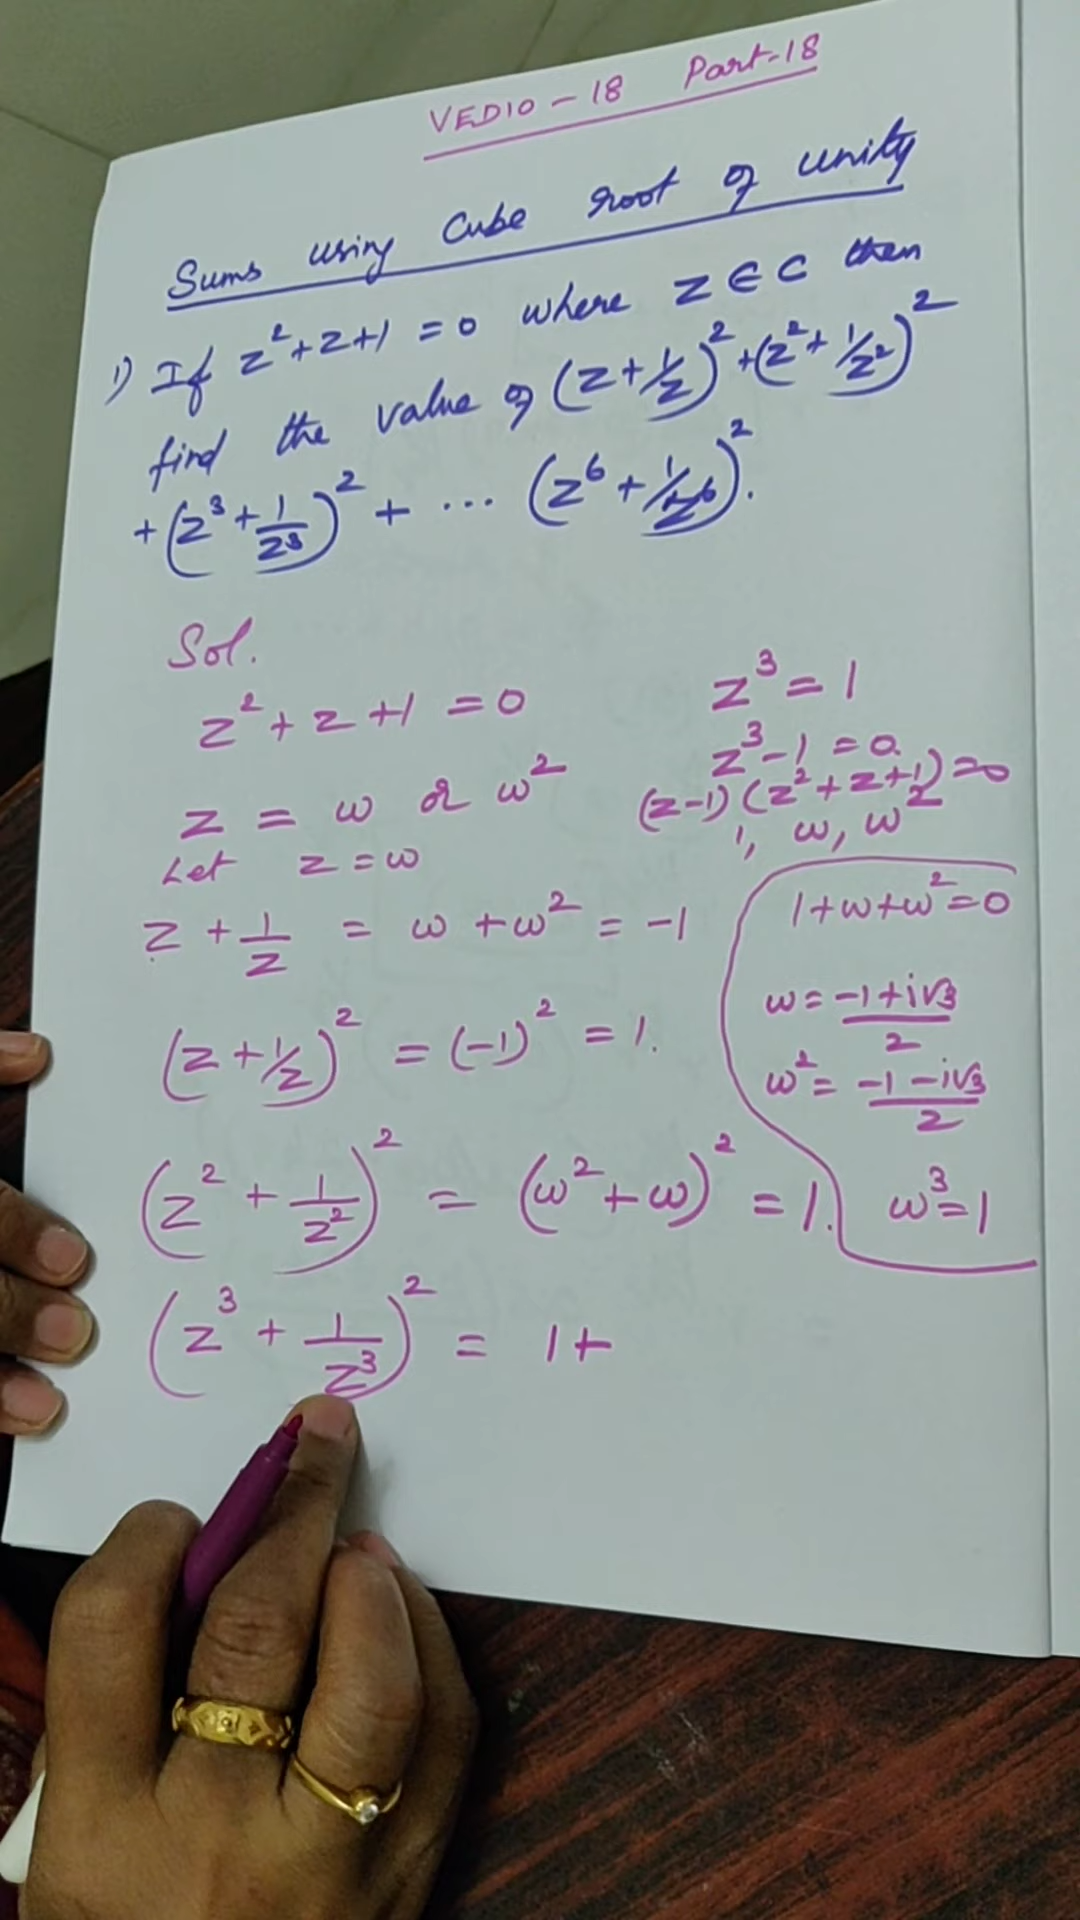 VEDIO - 18 Part-18
Sums using Cube root of unity
1) If z²+z+1 =0 where z ∈ C then
find the value of (z+1/z)²+(z²+1/z²)²
+(z³+1/z³)² + ... (z⁶+1/z⁶)².
Sol.
z²+z+1 =0
z = ω or ω²
Let z=ω
z + 1/z = ω + ω² = -1
(z+1/z)² = (-1)² = 1.
(z² + 1/z²)² = (ω²+ω)² = 1.
(z³ + 1/z³)² = 1+
z³ = 1
z³-1 =0
(z-1)(z²+z+1)=0
1, ω, ω²
1+ω+ω²=0
ω = -1+i√3/2
ω² = -1-i√3/2
ω³=1